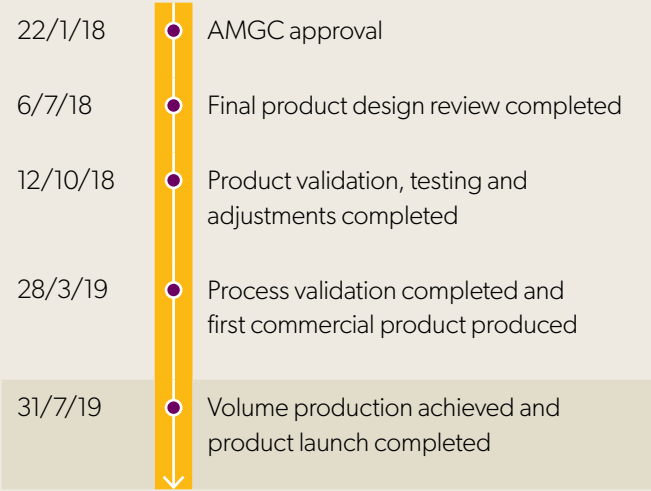 22/1/18 AMGC approval
6/7/18 Final product design review completed
12/10/18 Product validation, testing and
adjustments completed
28/3/19 Process validation completed and
first commercial product produced
31/7/19 Volume production achieved and
product launch completed